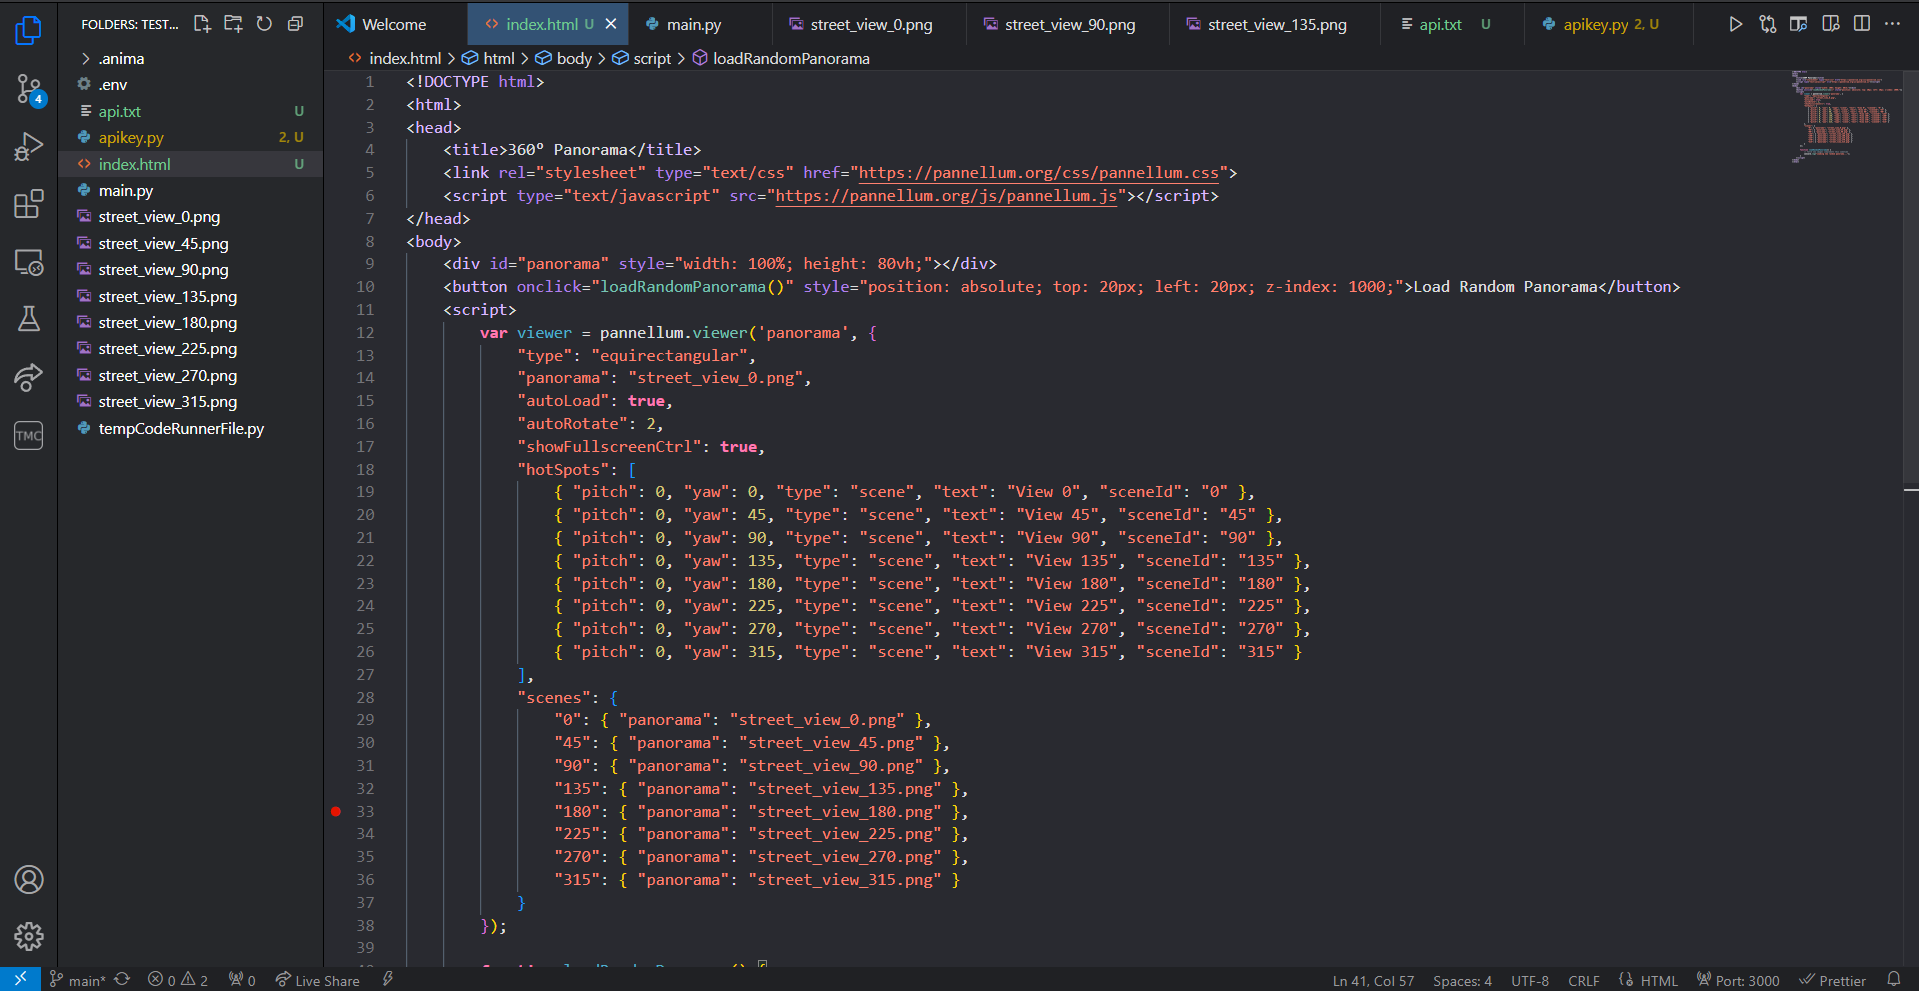 FOLDERS: TEST...
Welcome
index.html U
main.py
street_view_0.png
street_view_90.png
street_view_135.png
api.txt U
apikey.py 2, U
index.html > html > body > script > loadRandomPanorama
.anima
.env
api.txt U
apikey.py 2, U
index.html U
main.py
street_view_0.png
street_view_45.png
street_view_90.png
street_view_135.png
street_view_180.png
street_view_225.png
street_view_270.png
street_view_315.png
tempCodeRunnerFile.py
4
TMC
1 <!DOCTYPE html>
2 <html>
3 <head>
4 <title>360º Panorama</title>
5 <link rel="stylesheet" type="text/css" href="https://pannellum.org/css/pannellum.css">
6 <script type="text/javascript" src="https://pannellum.org/js/pannellum.js"></script>
7 </head>
8 <body>
9 <div id="panorama" style="width: 100%; height: 80vh;"></div>
10 <button onclick="loadRandomPanorama()" style="position: absolute; top: 20px; left: 20px; z-index: 1000;">Load Random Panorama</button>
11 <script>
12 var viewer = pannellum.viewer('panorama', {
13 "type": "equirectangular",
14 "panorama": "street_view_0.png",
15 "autoLoad": true,
16 "autoRotate": 2,
17 "showFullscreenCtrl": true,
18 "hotSpots": [
19 { "pitch": 0, "yaw": 0, "type": "scene", "text": "View 0", "sceneId": "0" },
20 { "pitch": 0, "yaw": 45, "type": "scene", "text": "View 45", "sceneId": "45" },
21 { "pitch": 0, "yaw": 90, "type": "scene", "text": "View 90", "sceneId": "90" },
22 { "pitch": 0, "yaw": 135, "type": "scene", "text": "View 135", "sceneId": "135" },
23 { "pitch": 0, "yaw": 180, "type": "scene", "text": "View 180", "sceneId": "180" },
24 { "pitch": 0, "yaw": 225, "type": "scene", "text": "View 225", "sceneId": "225" },
25 { "pitch": 0, "yaw": 270, "type": "scene", "text": "View 270", "sceneId": "270" },
26 { "pitch": 0, "yaw": 315, "type": "scene", "text": "View 315", "sceneId": "315" }
27 ],
28 "scenes": {
29 "0": { "panorama": "street_view_0.png" },
30 "45": { "panorama": "street_view_45.png" },
31 "90": { "panorama": "street_view_90.png" },
32 "135": { "panorama": "street_view_135.png" },
33 "180": { "panorama": "street_view_180.png" },
34 "225": { "panorama": "street_view_225.png" },
35 "270": { "panorama": "street_view_270.png" },
36 "315": { "panorama": "street_view_315.png" }
37 }
38 });
39
main* 0 2 0 Live Share
Ln 41, Col 57 Spaces: 4 UTF-8 CRLF HTML Port: 3000 Prettier